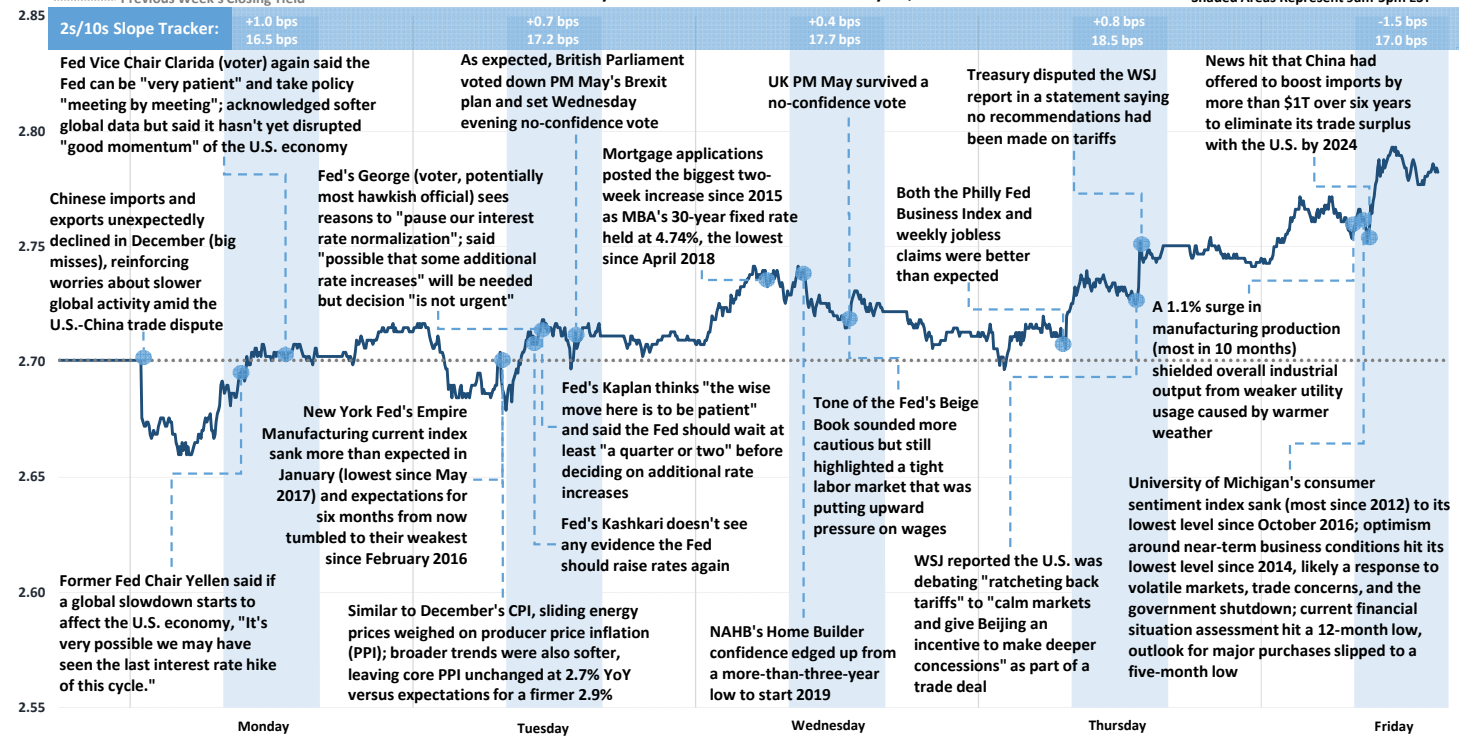 Previous Week's Closing Yield
2.85
2s/10s Slope Tracker:
+1.0 bps
16.5 bps
+0.7 bps
17.2 bps
+0.4 bps
17.7 bps
+0.8 bps
18.5 bps
-1.5 bps
17.0 bps
Fed Vice Chair Clarida (voter) again said the
Fed can be "very patient" and take policy
"meeting by meeting"; acknowledged softer
global data but said it hasn't yet disrupted
"good momentum" of the U.S. economy
As expected, British Parliament
voted down PM May's Brexit
plan and set Wednesday
evening no-confidence vote
UK PM May survived a
no-confidence vote
Treasury disputed the WSJ
report in a statement saying
no recommendations had
been made on tariffs
News hit that China had
offered to boost imports by
more than $1T over six years
to eliminate its trade surplus
with the U.S. by 2024
2.80
Chinese imports and
exports unexpectedly
declined in December (big
misses), reinforcing
worries about slower
global activity amid the
U.S.-China trade dispute
Fed's George (voter, potentially
most hawkish official) sees
reasons to "pause our interest
rate normalization"; said
"possible that some additional
rate increases" will be needed
but decision "is not urgent"
Mortgage applications
posted the biggest two-
week increase since 2015
as MBA's 30-year fixed rate
held at 4.74%, the lowest
since April 2018
Both the Philly Fed
Business Index and
weekly jobless
claims were better
than expected
2.75
A 1.1% surge in
manufacturing production
(most in 10 months)
shielded overall industrial
output from weaker utility
usage caused by warmer
weather
2.70
New York Fed's Empire
Manufacturing current index
sank more than expected in
January (lowest since May
2017) and expectations for
six months from now
tumbled to their weakest
since February 2016
Fed's Kaplan thinks "the wise
move here is to be patient"
and said the Fed should wait at
least "a quarter or two" before
deciding on additional rate
increases
Fed's Kashkari doesn't see
any evidence the Fed
should raise rates again
Tone of the Fed's Beige
Book sounded more
cautious but still
highlighted a tight
labor market that was
putting upward
pressure on wages
2.65
University of Michigan's consumer
sentiment index sank (most since 2012) to its
lowest level since October 2016; optimism
around near-term business conditions hit its
lowest level since 2014, likely a response to
volatile markets, trade concerns, and the
government shutdown; current financial
situation assessment hit a 12-month low,
outlook for major purchases slipped to a
five-month low
2.60
Former Fed Chair Yellen said if
a global slowdown starts to
affect the U.S. economy, "It's
very possible we may have
seen the last interest rate hike
of this cycle."
Similar to December's CPI, sliding energy
prices weighed on producer price inflation
(PPI); broader trends were also softer,
leaving core PPI unchanged at 2.7% YoY
versus expectations for a firmer 2.9%
NAHB's Home Builder
confidence edged up from
a more-than-three-year
low to start 2019
WSJ reported the U.S. was
debating "ratcheting back
tariffs" to "calm markets
and give Beijing an
incentive to make deeper
concessions" as part of a
trade deal
2.55
Monday
Tuesday
Wednesday
Thursday
Friday